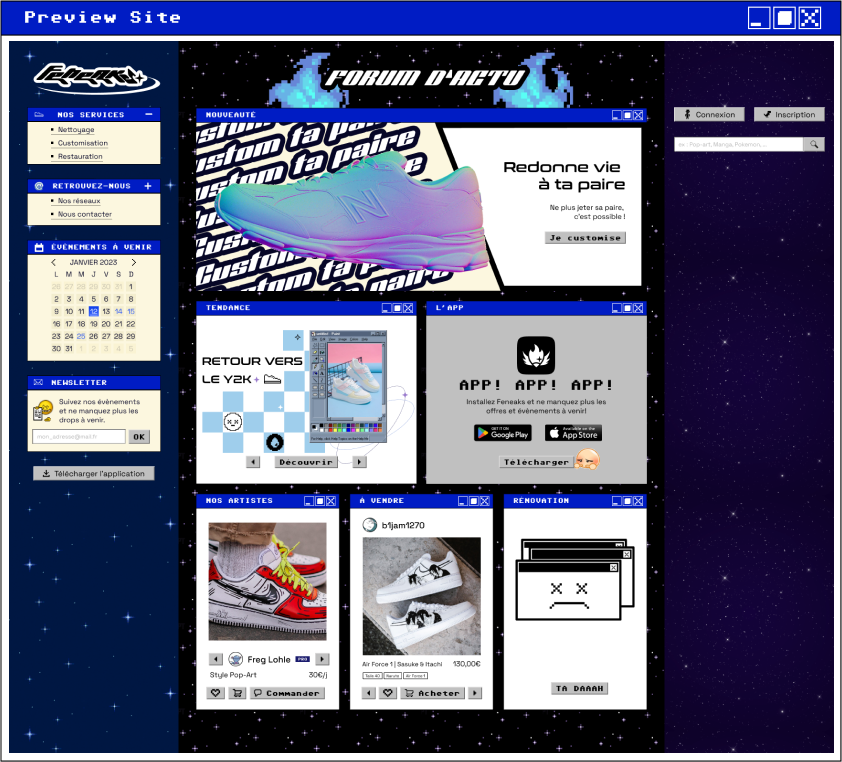 Preview Site
Feneaks
FORUM D'ACTU
NOS SERVICES
Nettoyage
Customisation
Restauration
RETROUVEZ-NOUS
Nos réseaux
Nous contacter
ÉVÈNEMENTS À VENIR
JANVIER 2023
L M M J V S D
26 27 28 29 30 31 1
2 3 4 5 6 7 8
9 10 11 12 13 14 15
16 17 18 19 20 21 22
23 24 25 26 27 28 29
30 31 1 2 3 4 5
NEWSLETTER
Suivez nos évènements
et ne manquez plus les
drops à venir.
mon_adresse@mail.fr
OK
Télécharger l'application
NOUVEAUTÉ
Custom ta paire
Custom ta paire
Custom ta paire
N
Redonne vie
à ta paire
Ne plus jeter sa paire,
c'est possible !
Je customise
Connexion
Inscription
ex : Pop-art, Manga, Pokemon,...
TENDANCE
RETOUR VERS
LE Y2K
Découvrir
L'APP
APP! APP! APP!
Installez Feneaks et ne manquez plus les
offres et évènements à venir!
GET IT ON
Google Play
Available on the
App Store
Télécharger
NOS ARTISTES
Freg Lohle
PRO
Style Pop-Art
30€/j
Commander
À VENDRE
b1jam1270
Air Force 1 | Sasuke & Itachi
130,00€
Taille 40
Naruto
Air Force 1
Acheter
RÉNOVATION
TA DAAAH